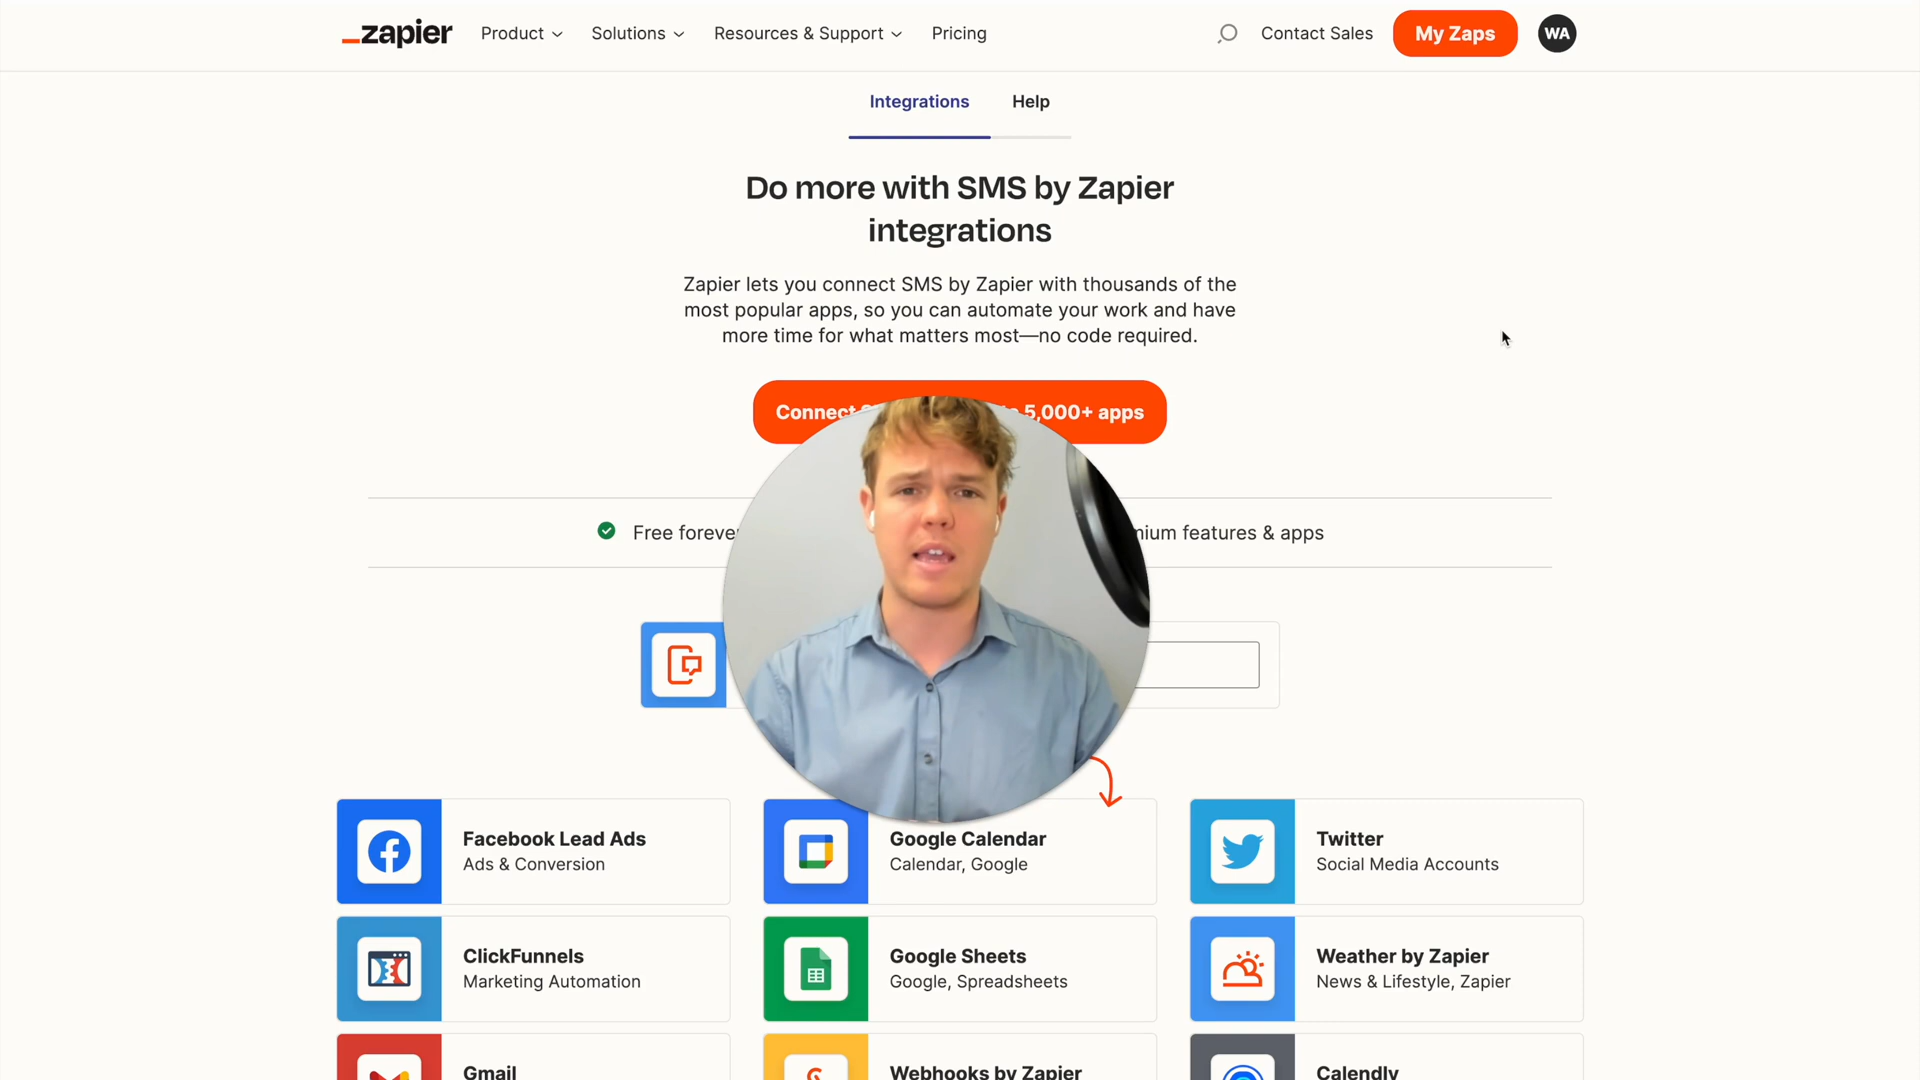 zapier
Product
Solutions
Resources & Support
Pricing
Contact Sales
My Zaps
WA
Integrations
Help
Do more with SMS by Zapier
integrations
Zapier lets you connect SMS by Zapier with thousands of the
most popular apps, so you can automate your work and have
more time for what matters most—no code required.
Connect 5,000+ apps
Free features & apps
Facebook Lead Ads
Ads & Conversion
Google Calendar
Calendar, Google
Twitter
Social Media Accounts
ClickFunnels
Marketing Automation
Google Sheets
Google, Spreadsheets
Weather by Zapier
News & Lifestyle, Zapier
Gmail
Webhooks by Zapier
Calendly